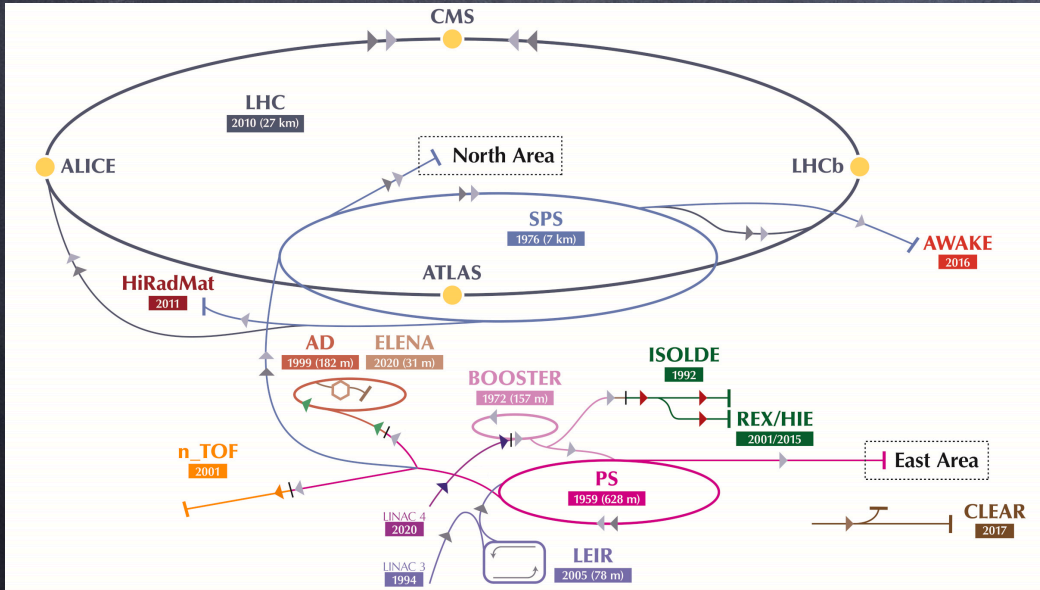 CMS
LHC
2010 (27 km)
North Area
ALICE
LHCb
SPS
1976 (7 km)
AWAKE
2016
ATLAS
HiRadMat
2011
AD
1999 (182 m)
ELENA
2020 (31 m)
ISOLDE
1992
BOOSTER
1972 (157 m)
REX/HIE
2001/2015
n_TOF
2001
East Area
PS
1959 (628 m)
LINAC 4
2020
CLEAR
2017
LINAC 3
1994
LEIR
2005 (78 m)